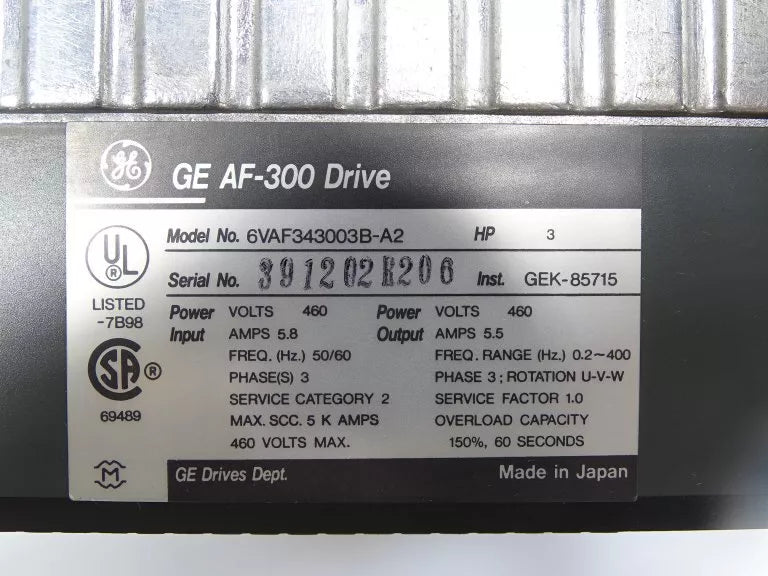 GE
GE AF-300 Drive
Model No. 6VAF343003B-A2 HP 3
Serial No. 391202R206 Inst. GEK-85715
UL
®
LISTED
-7B98
SA ®
69489
M
Power Input
VOLTS 460
AMPS 5.8
FREQ. (Hz.) 50/60
PHASE(S) 3
SERVICE CATEGORY 2
MAX. SCC. 5 K AMPS
460 VOLTS MAX.
Power Output
VOLTS 460
AMPS 5.5
FREQ. RANGE (Hz.) 0.2~400
PHASE 3 ; ROTATION U-V-W
SERVICE FACTOR 1.0
OVERLOAD CAPACITY
150%, 60 SECONDS
GE Drives Dept. Made in Japan